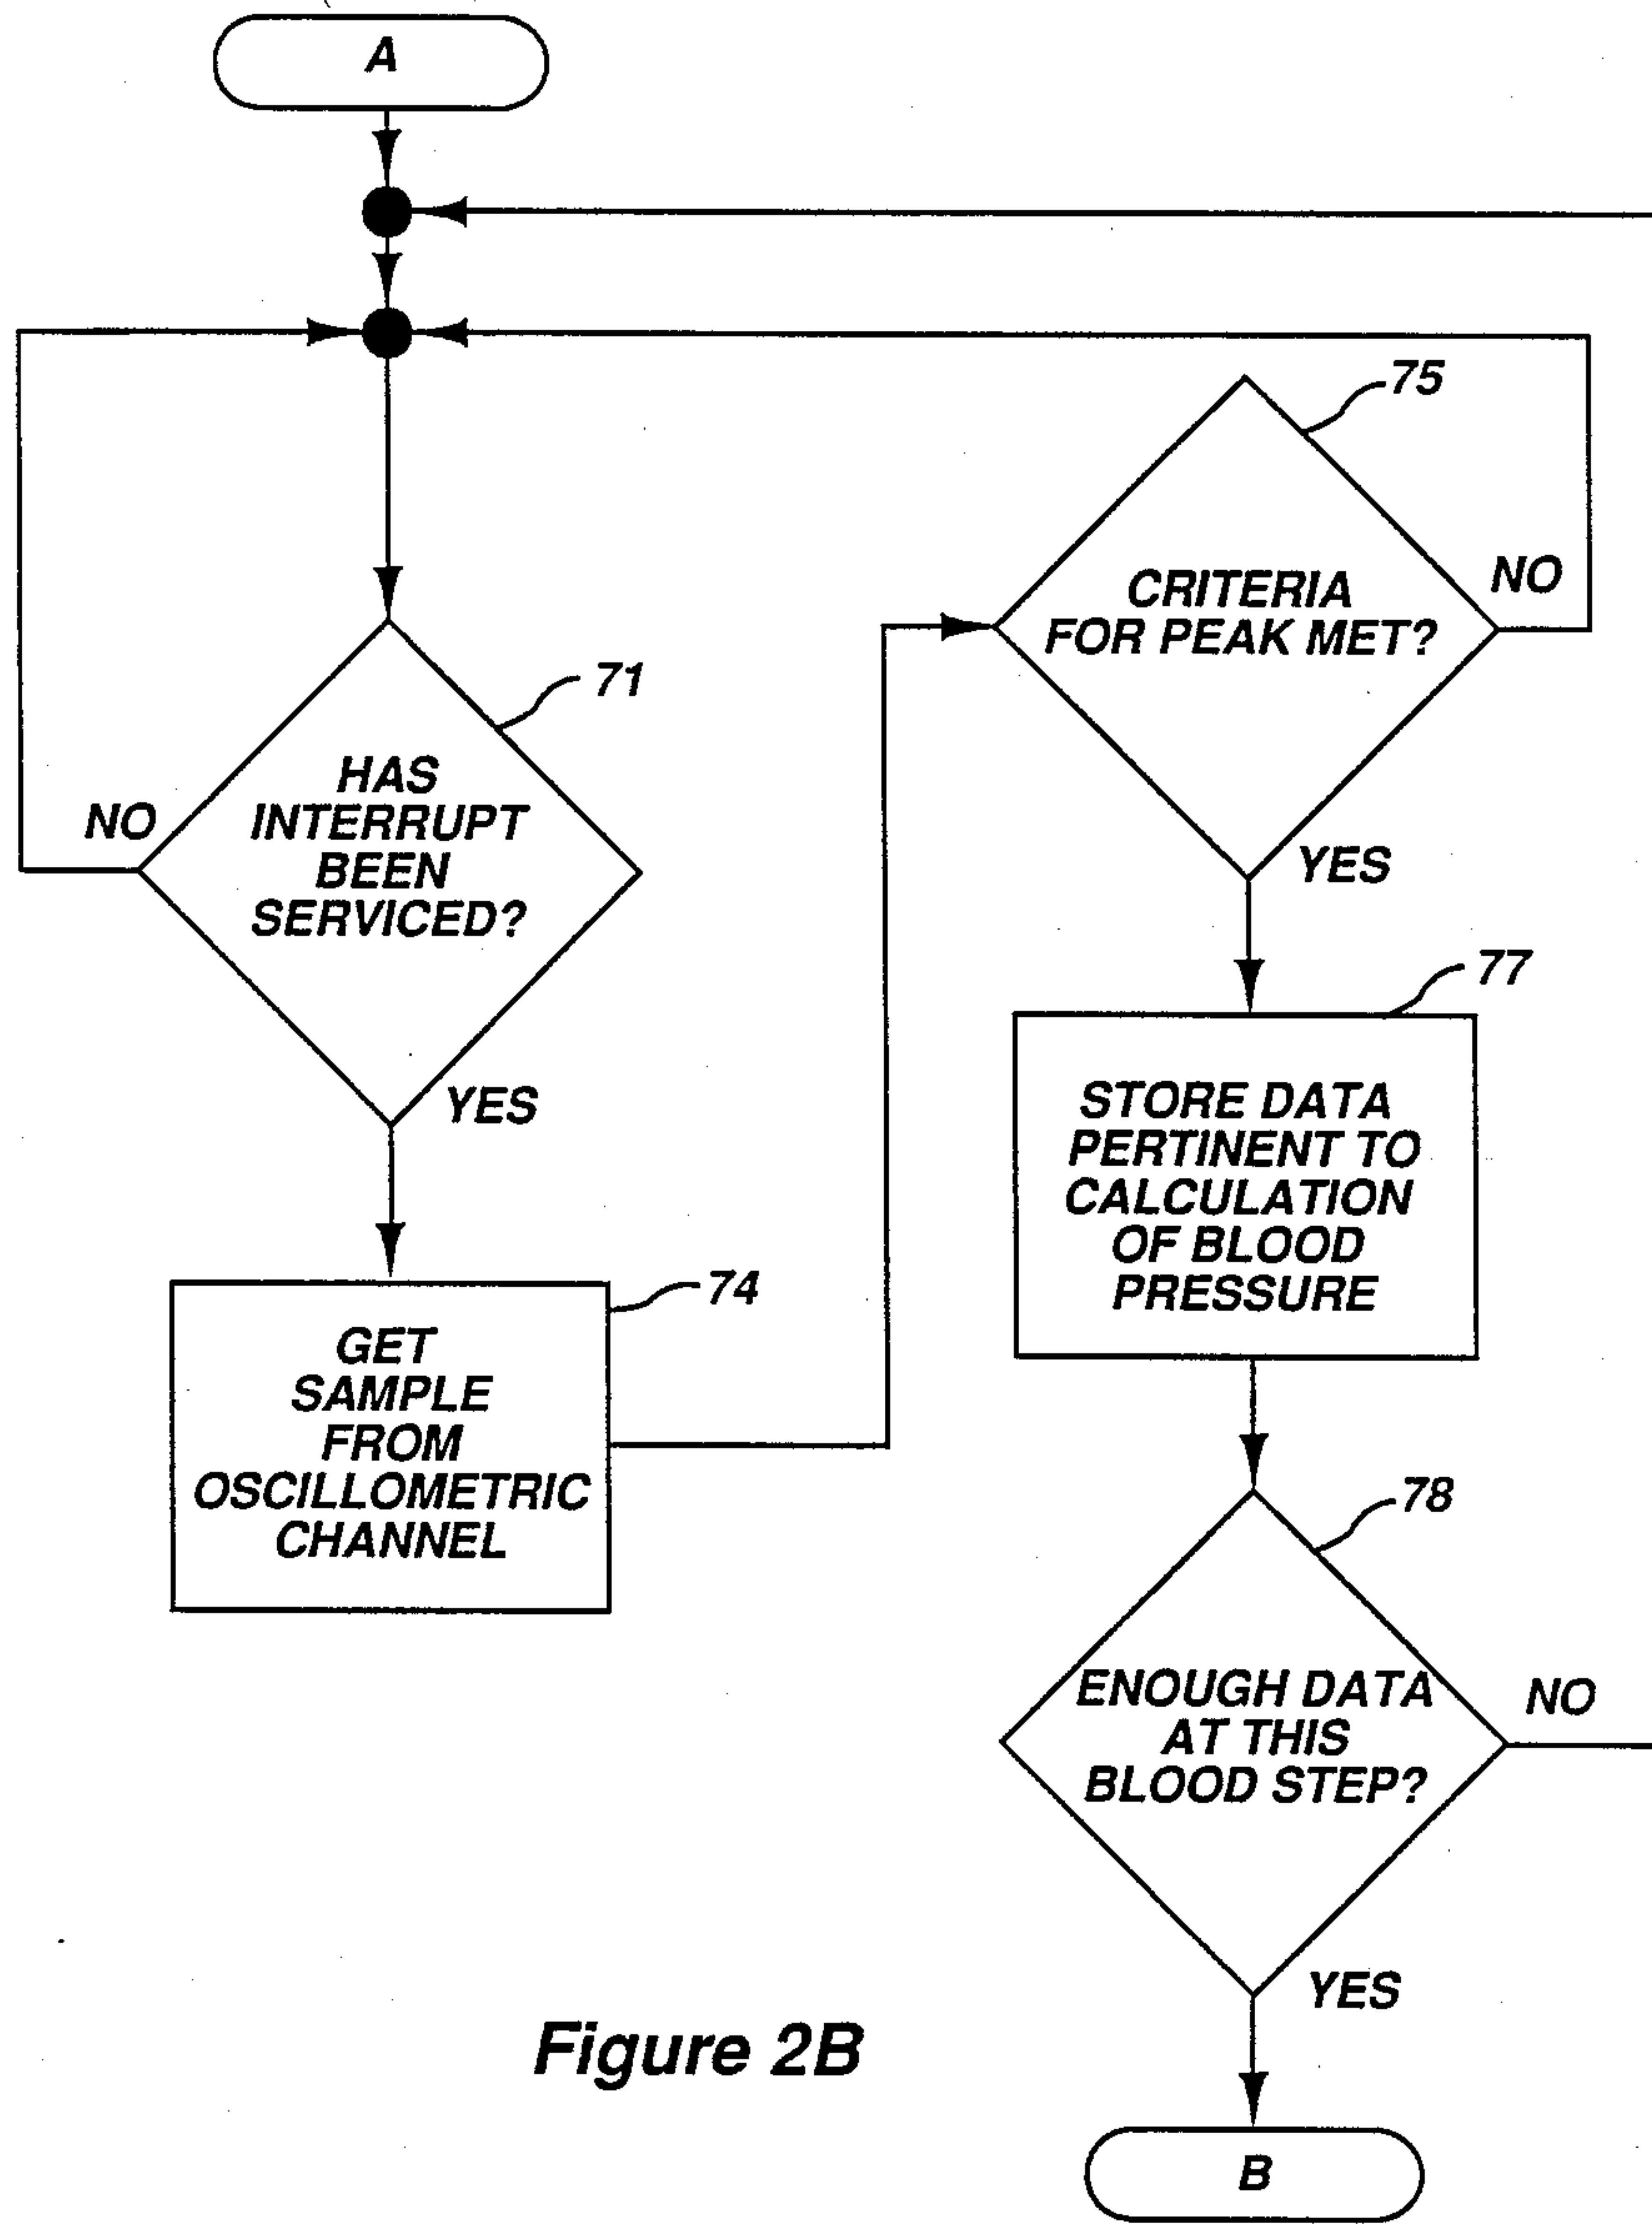 A
75
CRITERIA
FOR PEAK MET?
NO
YES
71
HAS
INTERRUPT
BEEN
SERVICED?
NO
YES
77
STORE DATA
PERTINENT TO
CALCULATION
OF BLOOD
PRESSURE
74
GET
SAMPLE
FROM
OSCILLOMETRIC
CHANNEL
78
ENOUGH DATA
AT THIS
BLOOD STEP?
NO
YES
B
Figure 2B